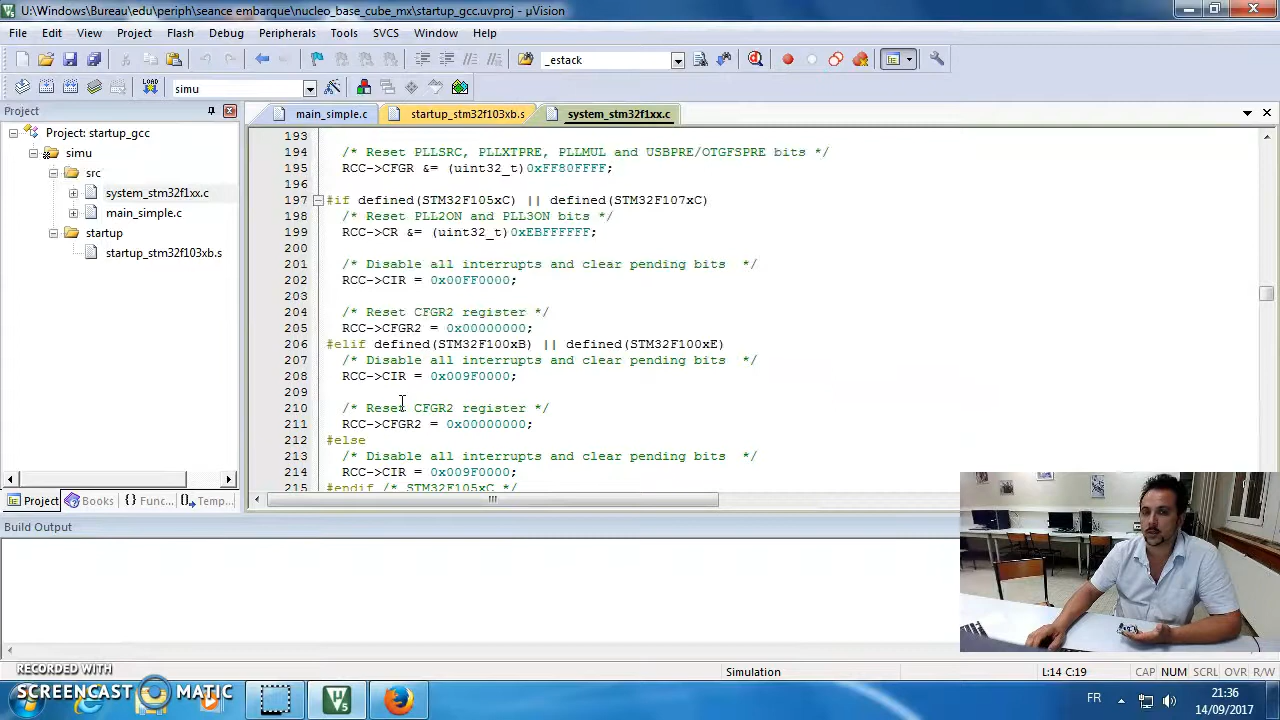 U:\Windows\Bureau\edu\periph\seance embarque\nucleo_base_cube_mx\startup_gcc.uvproj - µVision
File Edit View Project Flash Debug Peripherals Tools SVCS Window Help
_estack
LOAD simu
Project
main_simple.c startup_stm32f103xb.s system_stm32f1xx.c
Project: startup_gcc
simu
src
system_stm32f1xx.c
main_simple.c
startup
startup_stm32f103xb.s
193
194 /* Reset PLLSRC, PLLXTPRE, PLLMUL and USBPRE/OTGFSPRE bits */
195 RCC->CFGR &= (uint32_t)0xFF80FFFF;
196
197 #if defined(STM32F105xC) || defined(STM32F107xC)
198 /* Reset PLL2ON and PLL3ON bits */
199 RCC->CR &= (uint32_t)0xEBFFFFFF;
200
201 /* Disable all interrupts and clear pending bits  */
202 RCC->CIR = 0x00FF0000;
203
204 /* Reset CFGR2 register */
205 RCC->CFGR2 = 0x00000000;
206 #elif defined(STM32F100xB) || defined(STM32F100xE)
207 /* Disable all interrupts and clear pending bits  */
208 RCC->CIR = 0x009F0000;
209
210 /* Reset CFGR2 register */
211 RCC->CFGR2 = 0x00000000;
212 #else
213 /* Disable all interrupts and clear pending bits  */
214 RCC->CIR = 0x009F0000;
215 #endif /* STM32F105xC */
Project Books {} Func... Temp...
Build Output
Simulation L:14 C:19 CAP NUM SCRL OVR R/W
RECORDED WITH
SCREENCAST MATIC
FR
21:36
14/09/2017